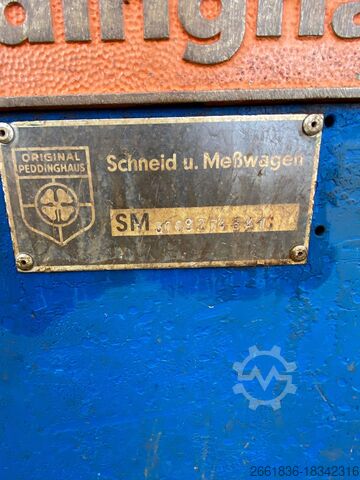 ORIGINAL
PEDDINGHAUS
Schneid u. Meßwagen
SM
2661836-18342316